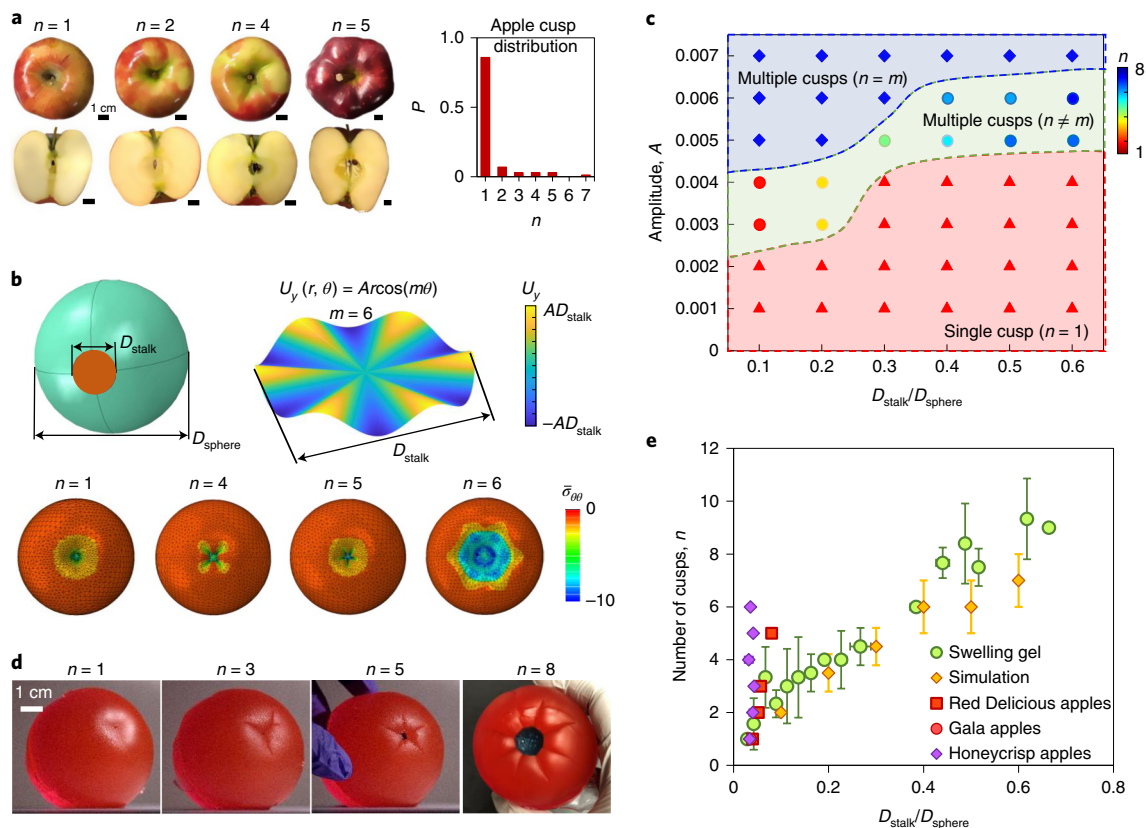 a
n = 1
n = 2
n = 4
n = 5
1 cm
Apple cusp
distribution
P
1.0
0.5
0
1 2 3 4 5 6 7
n
b
D_stalk
D_sphere
U_y (r, θ) = Arcos(mθ)
m = 6
D_stalk
U_y
AD_stalk
−AD_stalk
n = 1
n = 4
n = 5
n = 6
σ̄_θθ
0
−10
c
Amplitude, A
0.007
0.006
0.005
0.004
0.003
0.002
0.001
0
Multiple cusps (n = m)
Multiple cusps (n ≠ m)
Single cusp (n = 1)
0.1 0.2 0.3 0.4 0.5 0.6
D_stalk/D_sphere
n
8
1
d
n = 1
n = 3
n = 5
n = 8
1 cm
e
Number of cusps, n
12
10
8
6
4
2
0
Swelling gel
Simulation
Red Delicious apples
Gala apples
Honeycrisp apples
0 0.2 0.4 0.6 0.8
D_stalk/D_sphere